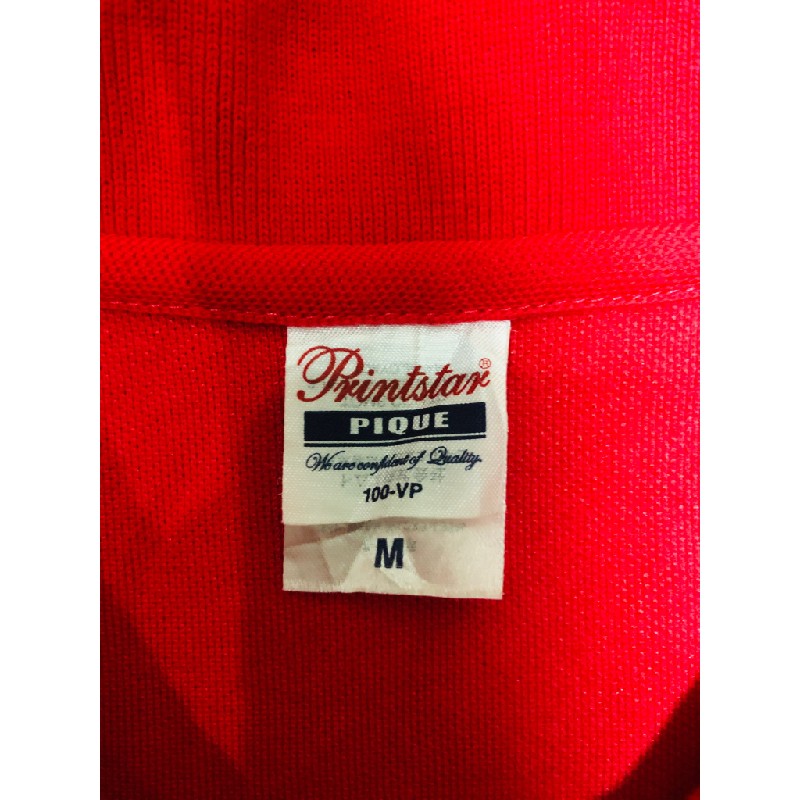 Printstar®
PIQUE
We are confident of Quality.
100-VP
M